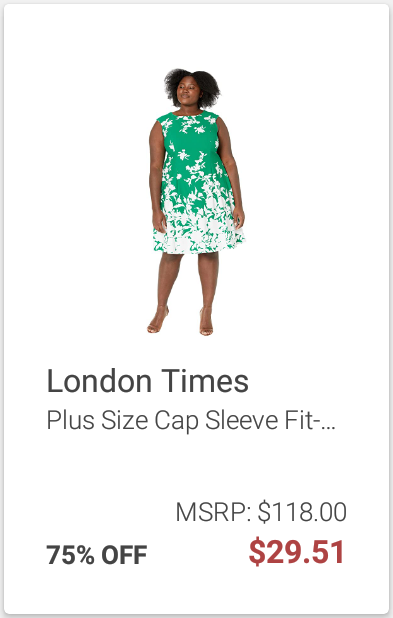 London Times
Plus Size Cap Sleeve Fit-...
MSRP: $118.00
75% OFF $29.51